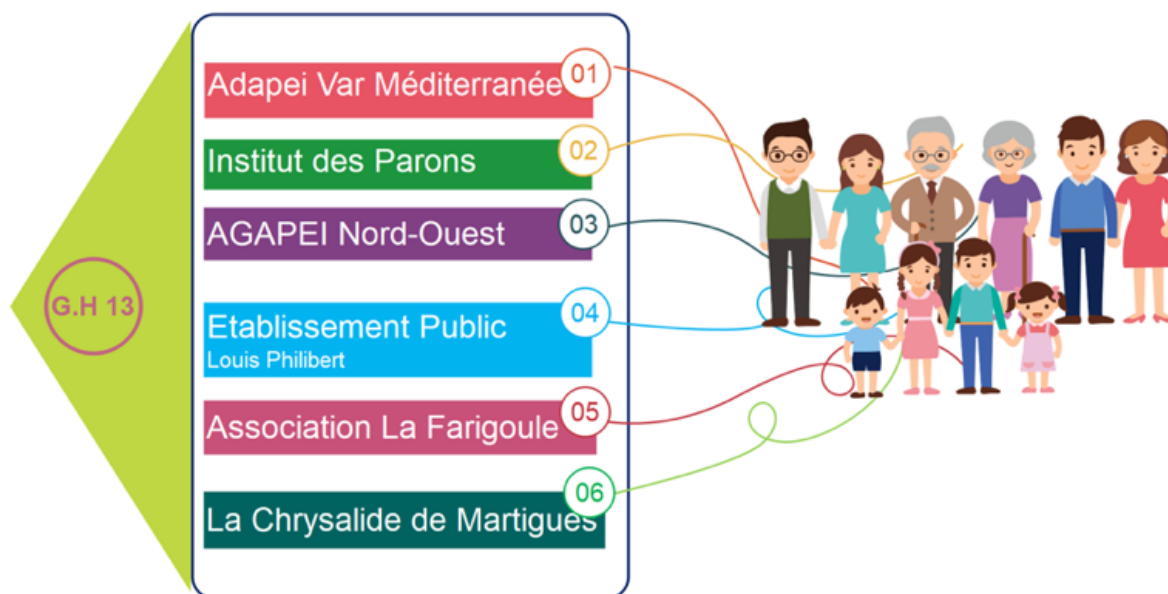 G.H 13
Adapei Var Méditerranée
01
Institut des Parons
02
AGAPEI Nord-Ouest
03
Etablissement Public
Louis Philibert
04
Association La Farigoule
05
La Chrysalide de Martigues
06